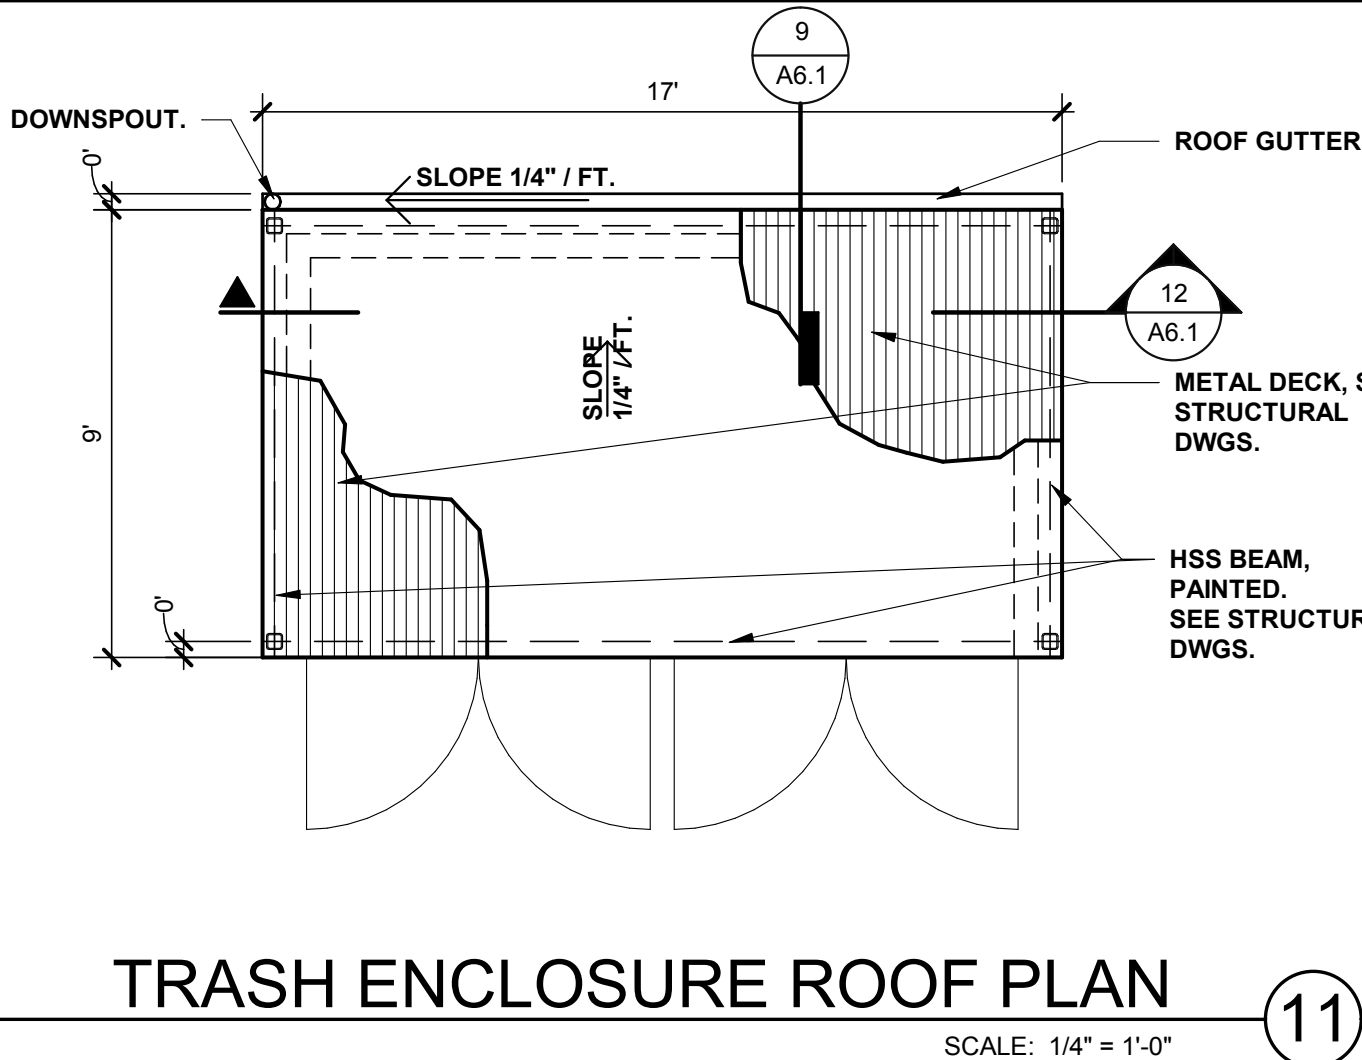 9
A6.1
17'
DOWNSPOUT.
ROOF GUTTER
0'
SLOPE 1/4" / FT.
12
A6.1
SLOPE
1/4" / FT.
METAL DECK, S
STRUCTURAL
DWGS.
9'
HSS BEAM,
PAINTED.
SEE STRUCTUR
DWGS.
0'
TRASH ENCLOSURE ROOF PLAN
11
SCALE: 1/4" = 1'-0"